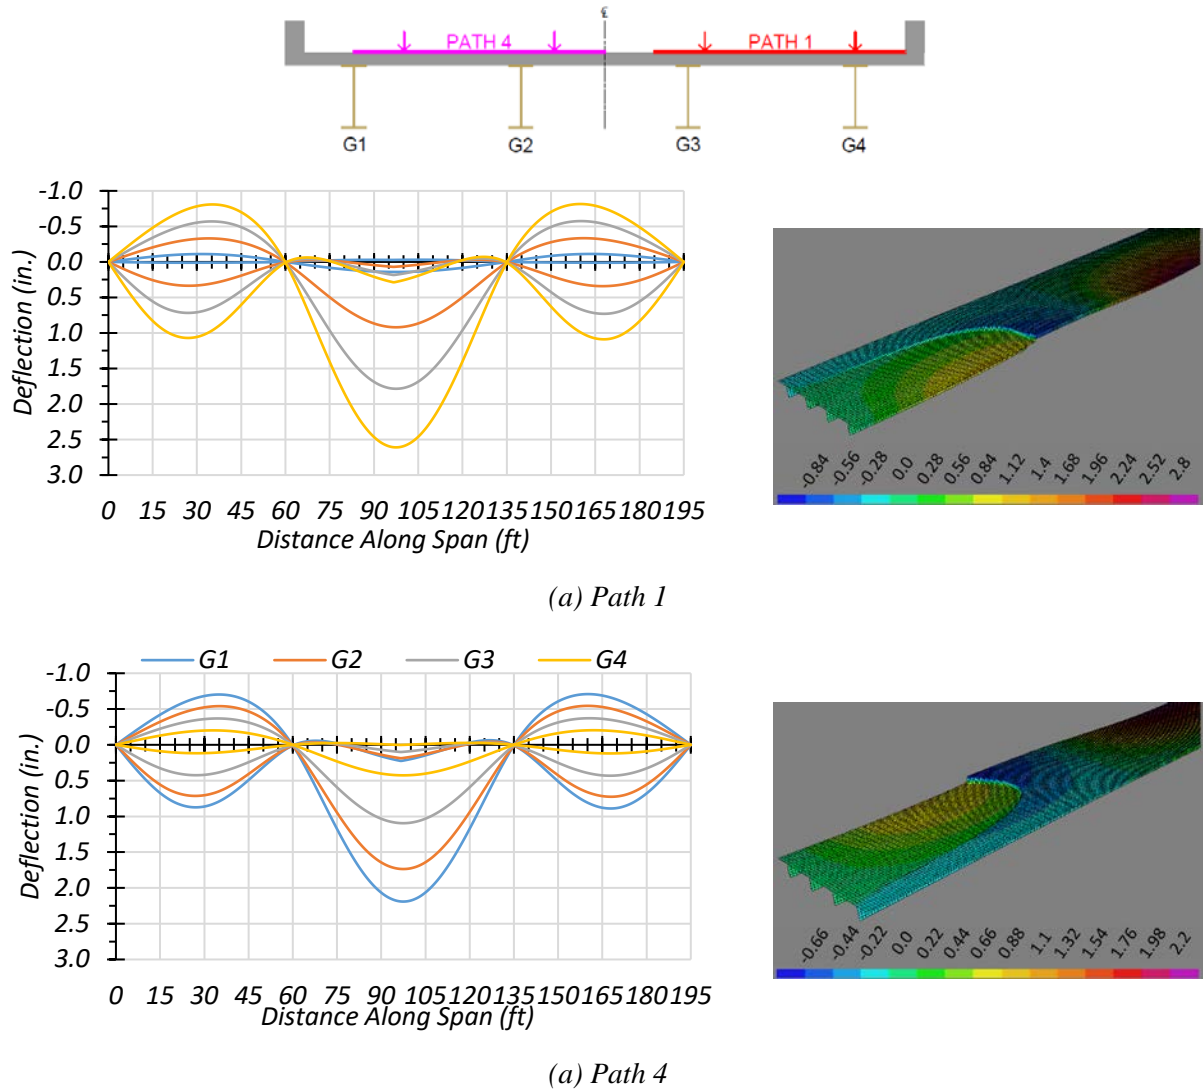 ℄
PATH 4 PATH 1
G1 G2 G3 G4
-1.0
-0.5
0.0
0.5
1.0
1.5
2.0
2.5
3.0
Deflection (in.)
0 15 30 45 60 75 90 105 120 135 150 165 180 195
Distance Along Span (ft)
-0.84 -0.56 -0.28 0.0 0.28 0.56 0.84 1.12 1.4 1.68 1.96 2.24 2.52 2.8
(a) Path 1
G1 G2 G3 G4
-1.0
-0.5
0.0
0.5
1.0
1.5
2.0
2.5
3.0
Deflection (in.)
0 15 30 45 60 75 90 105 120 135 150 165 180 195
Distance Along Span (ft)
-0.66 -0.44 -0.22 0.0 0.22 0.44 0.66 0.88 1.1 1.32 1.54 1.76 1.98 2.2
(a) Path 4